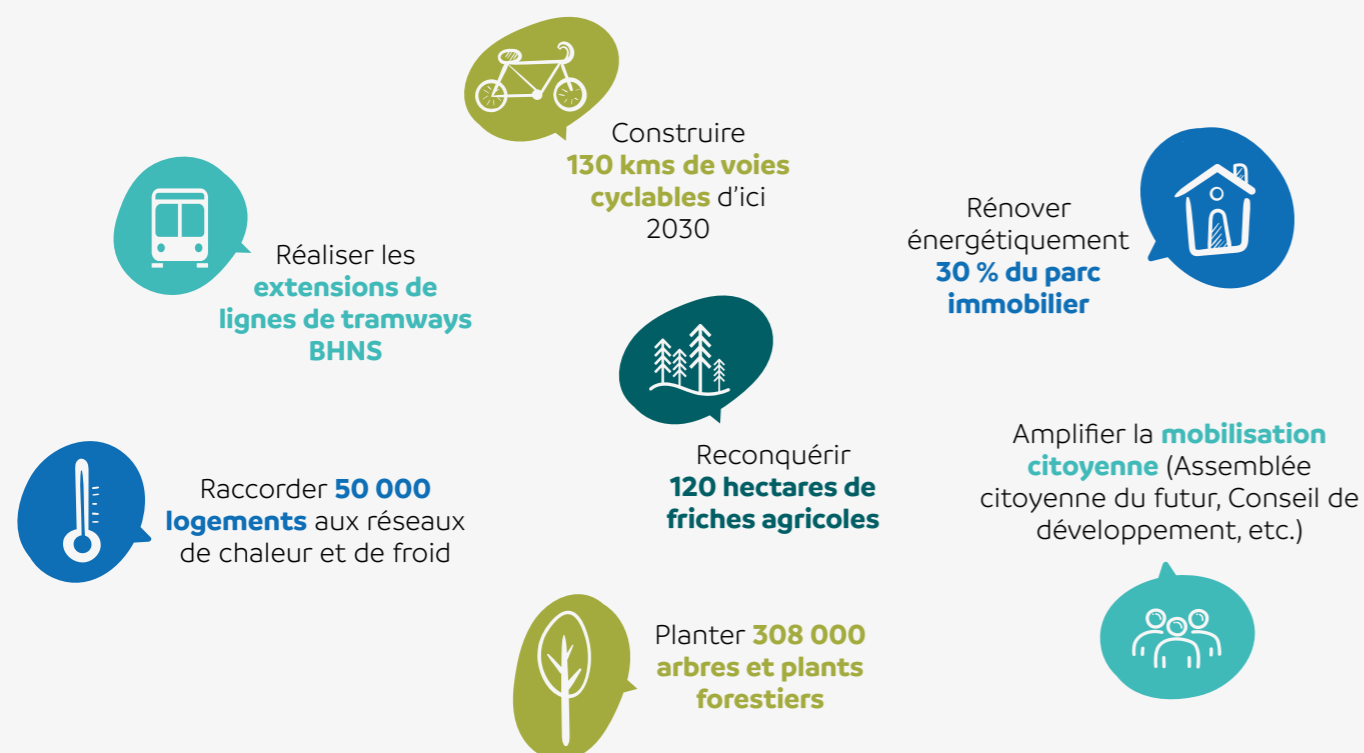 Construire
130 kms de voies
cyclables d'ici
2030
Réaliser les
extensions de
lignes de tramways
BHNS
Rénover
énergétiquement
30 % du parc
immobilier
Raccorder 50 000
logements aux réseaux
de chaleur et de froid
Reconquérir
120 hectares de
friches agricoles
Amplifier la mobilisation
citoyenne (Assemblée
citoyenne du futur, Conseil de
développement, etc.)
Planter 308 000
arbres et plants
forestiers